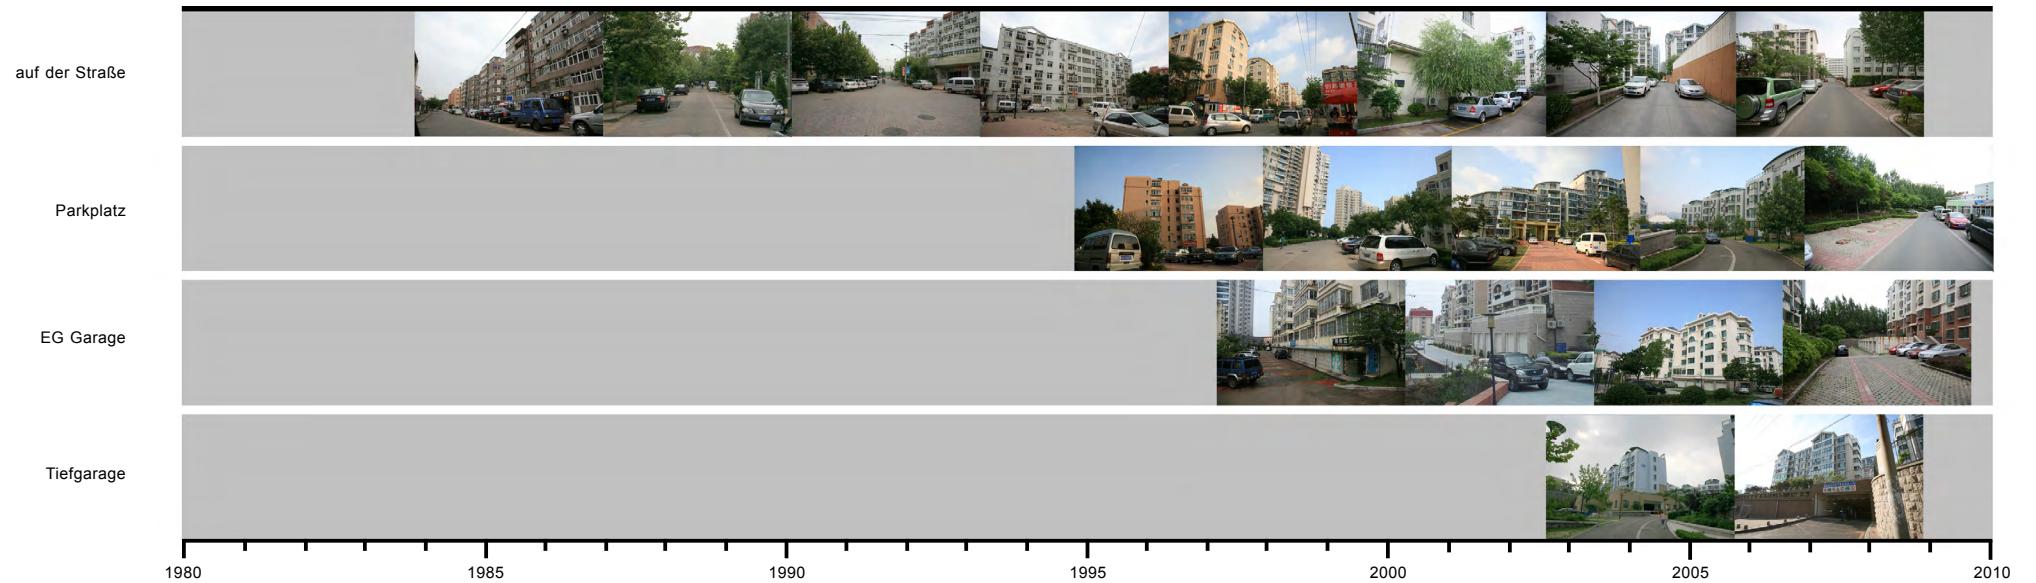 auf der Straße
Parkplatz
EG Garage
Tiefgarage
1980 1985 1990 1995 2000 2005 2010